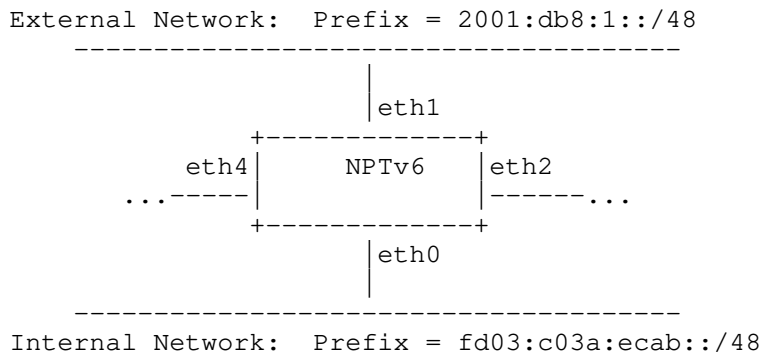 External Network:  Prefix = 2001:db8:1::/48
eth1
eth4 NPTv6 eth2
... ...
eth0
Internal Network:  Prefix = fd03:c03a:ecab::/48